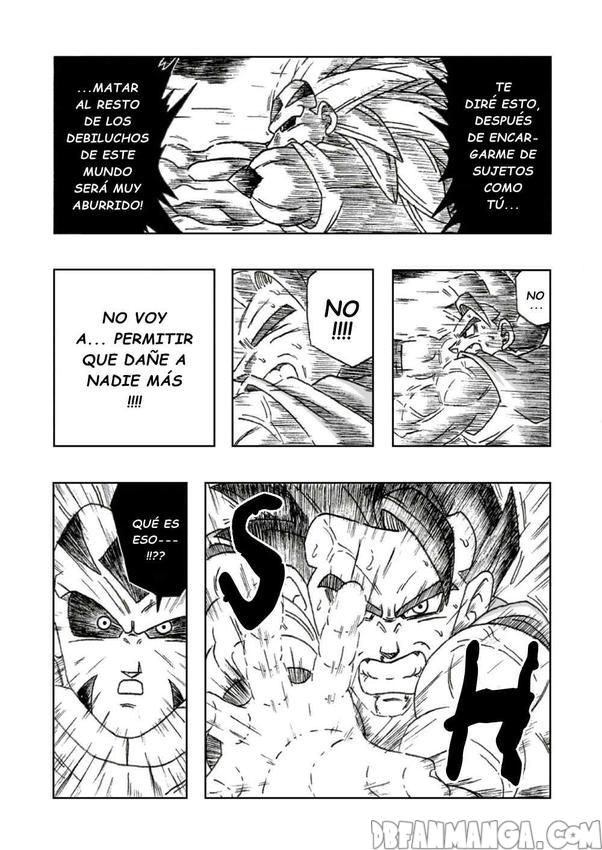 TE
DIRÉ ESTO,
DESPUÉS
DE ENCAR-
GARME DE
SUJETOS
COMO
TÚ...
...MATAR
AL RESTO
DE LOS
DEBILUCHOS
DE ESTE
MUNDO
SERÁ MUY
ABURRIDO!
NO
...
NO
!!!!
NO VOY
A... PERMITIR
QUE DAÑE A
NADIE MÁS
!!!!
S
H
QUÉ ES
ESO---
!!??
DBFANMANGA.COM